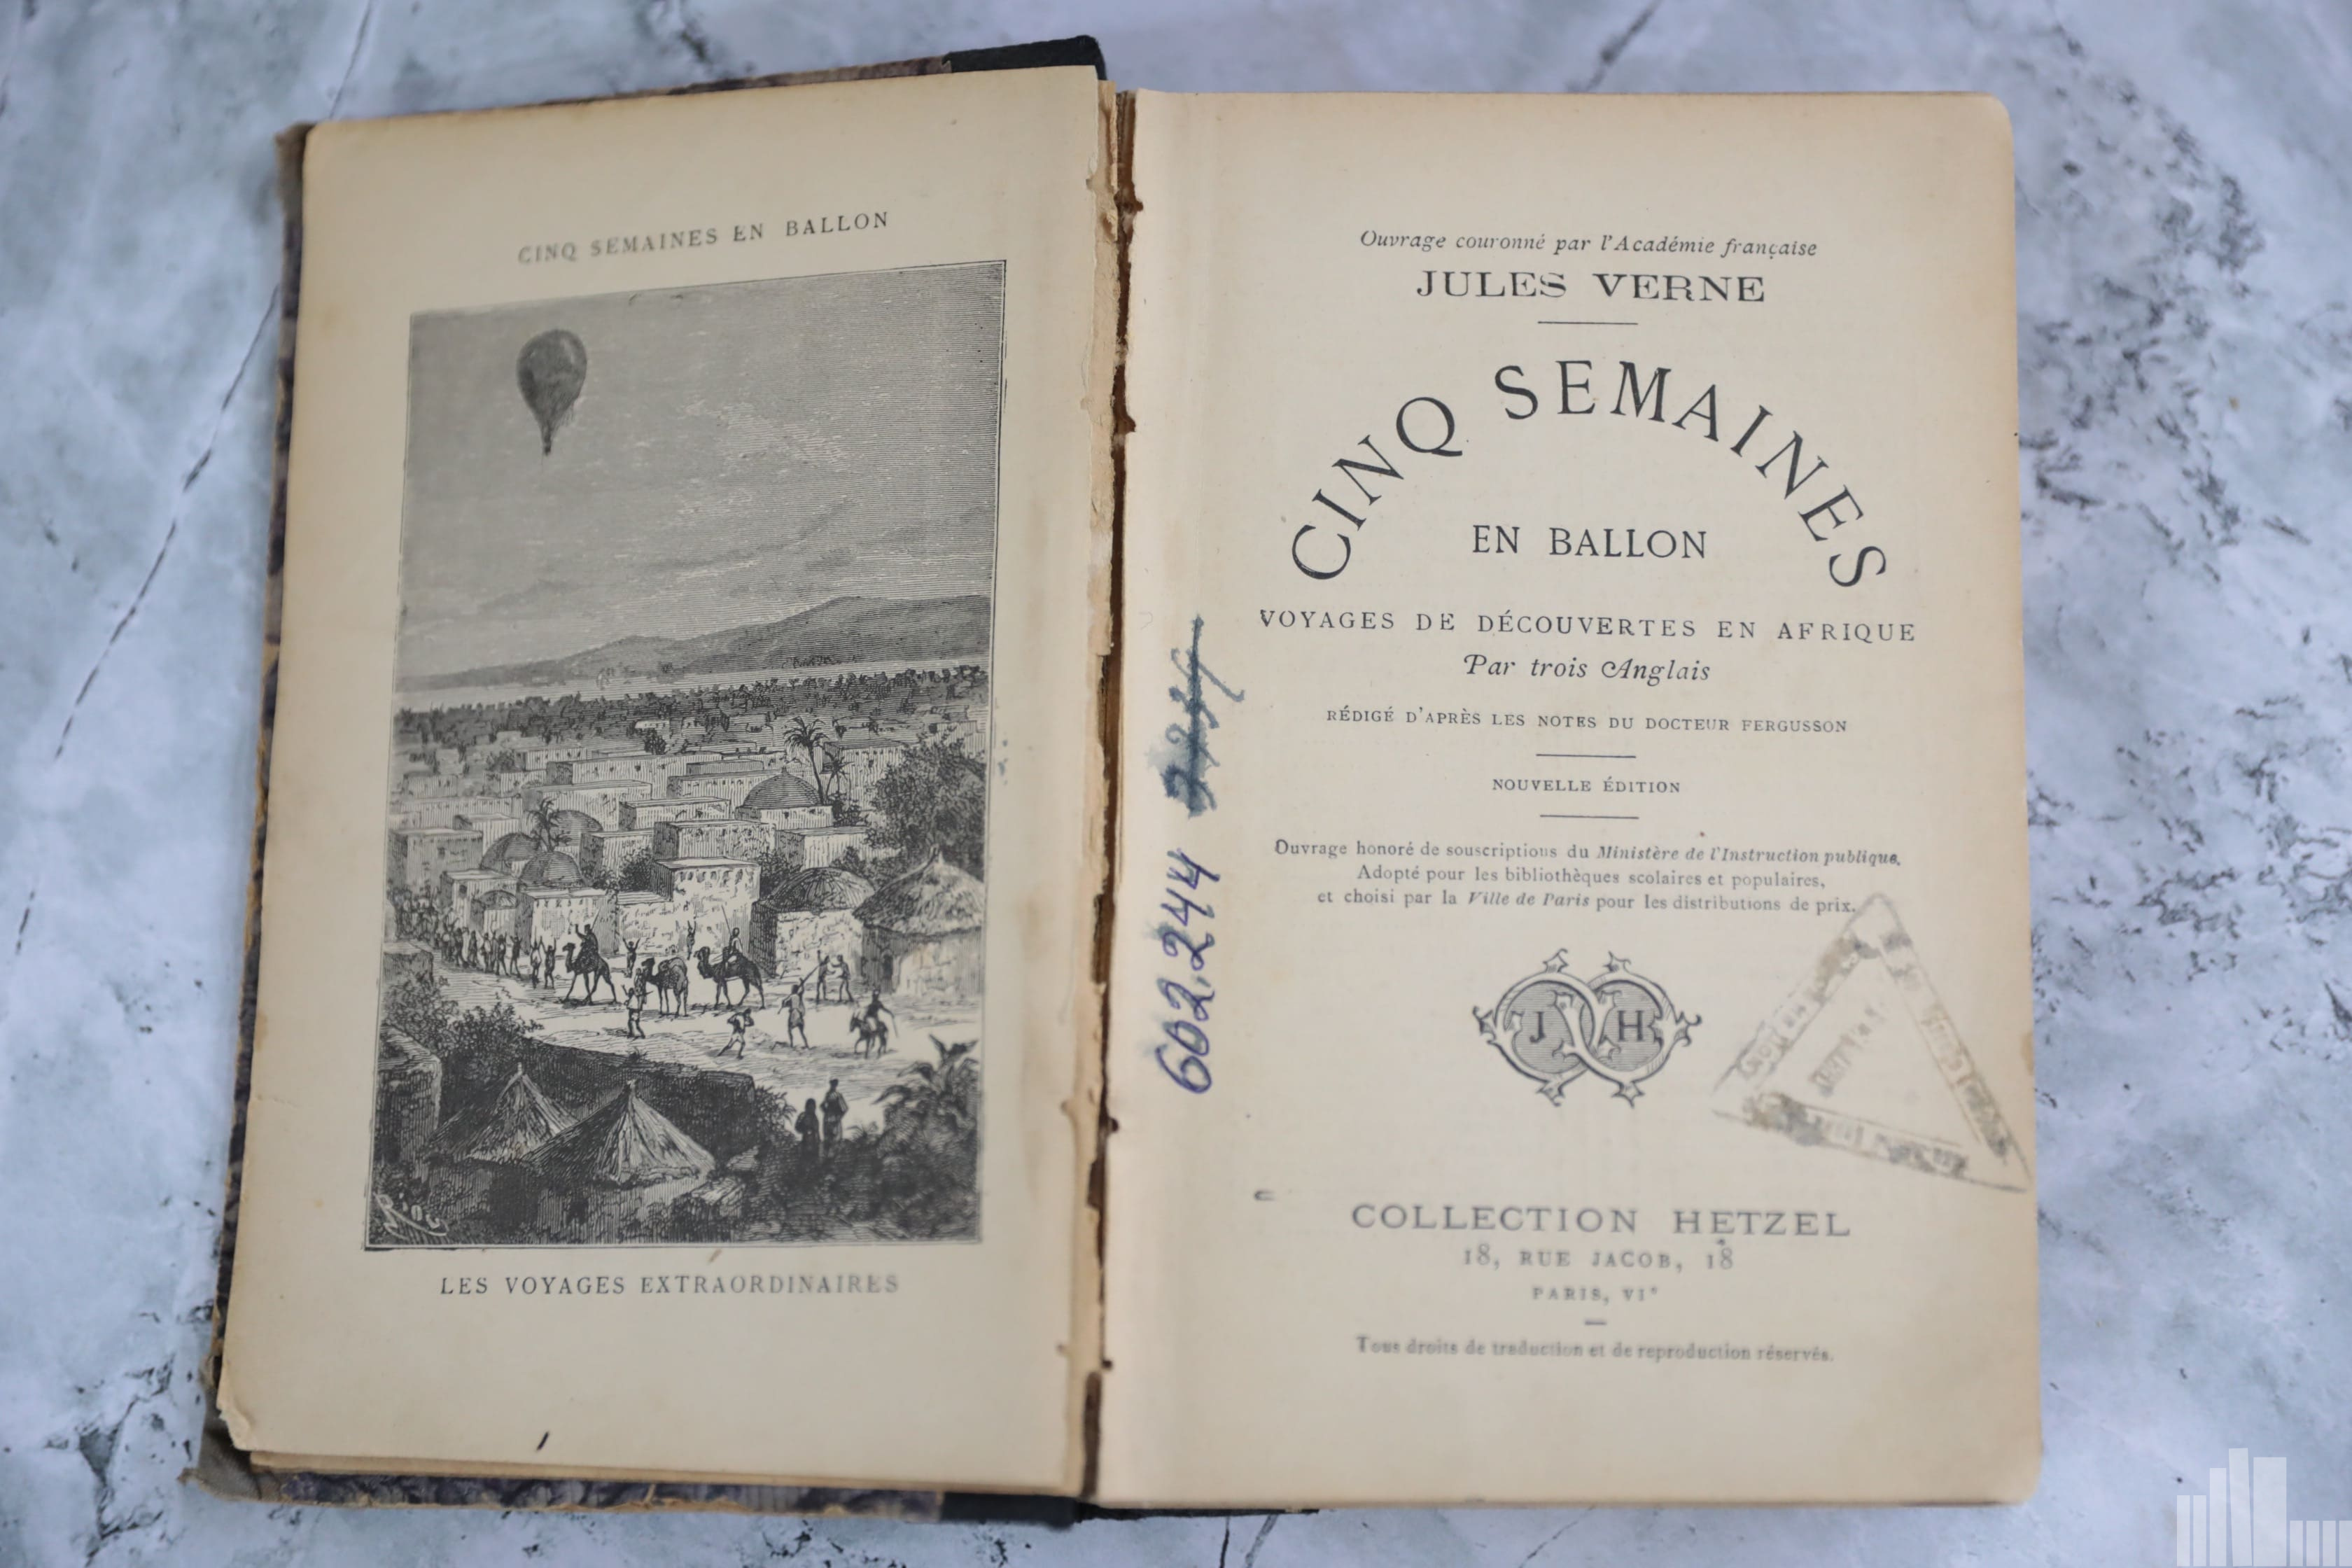 CINQ SEMAINES EN BALLON
RIOU
LES VOYAGES EXTRAORDINAIRES
Ouvrage couronné par l'Académie française
JULES VERNE
CINQ SEMAINES
EN BALLON
VOYAGES DE DÉCOUVERTES EN AFRIQUE
Par trois Anglais
RÉDIGÉ D'APRÈS LES NOTES DU DOCTEUR FERGUSSON
NOUVELLE ÉDITION
Ouvrage honoré de souscriptions du Ministère de l'Instruction publique.
Adopté pour les bibliothèques scolaires et populaires,
et choisi par la Ville de Paris pour les distributions de prix.
602.244
J H
COLLECTION HETZEL
18, RUE JACOB, 18
PARIS, VIe
Tous droits de traduction et de reproduction réservés.